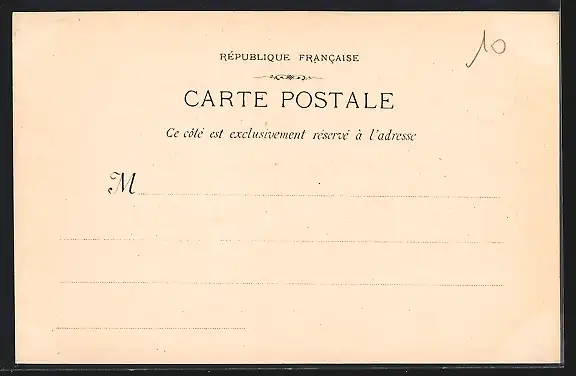 10
RÉPUBLIQUE FRANÇAISE
CARTE POSTALE
Ce côté est exclusivement réservé à l'adresse
M